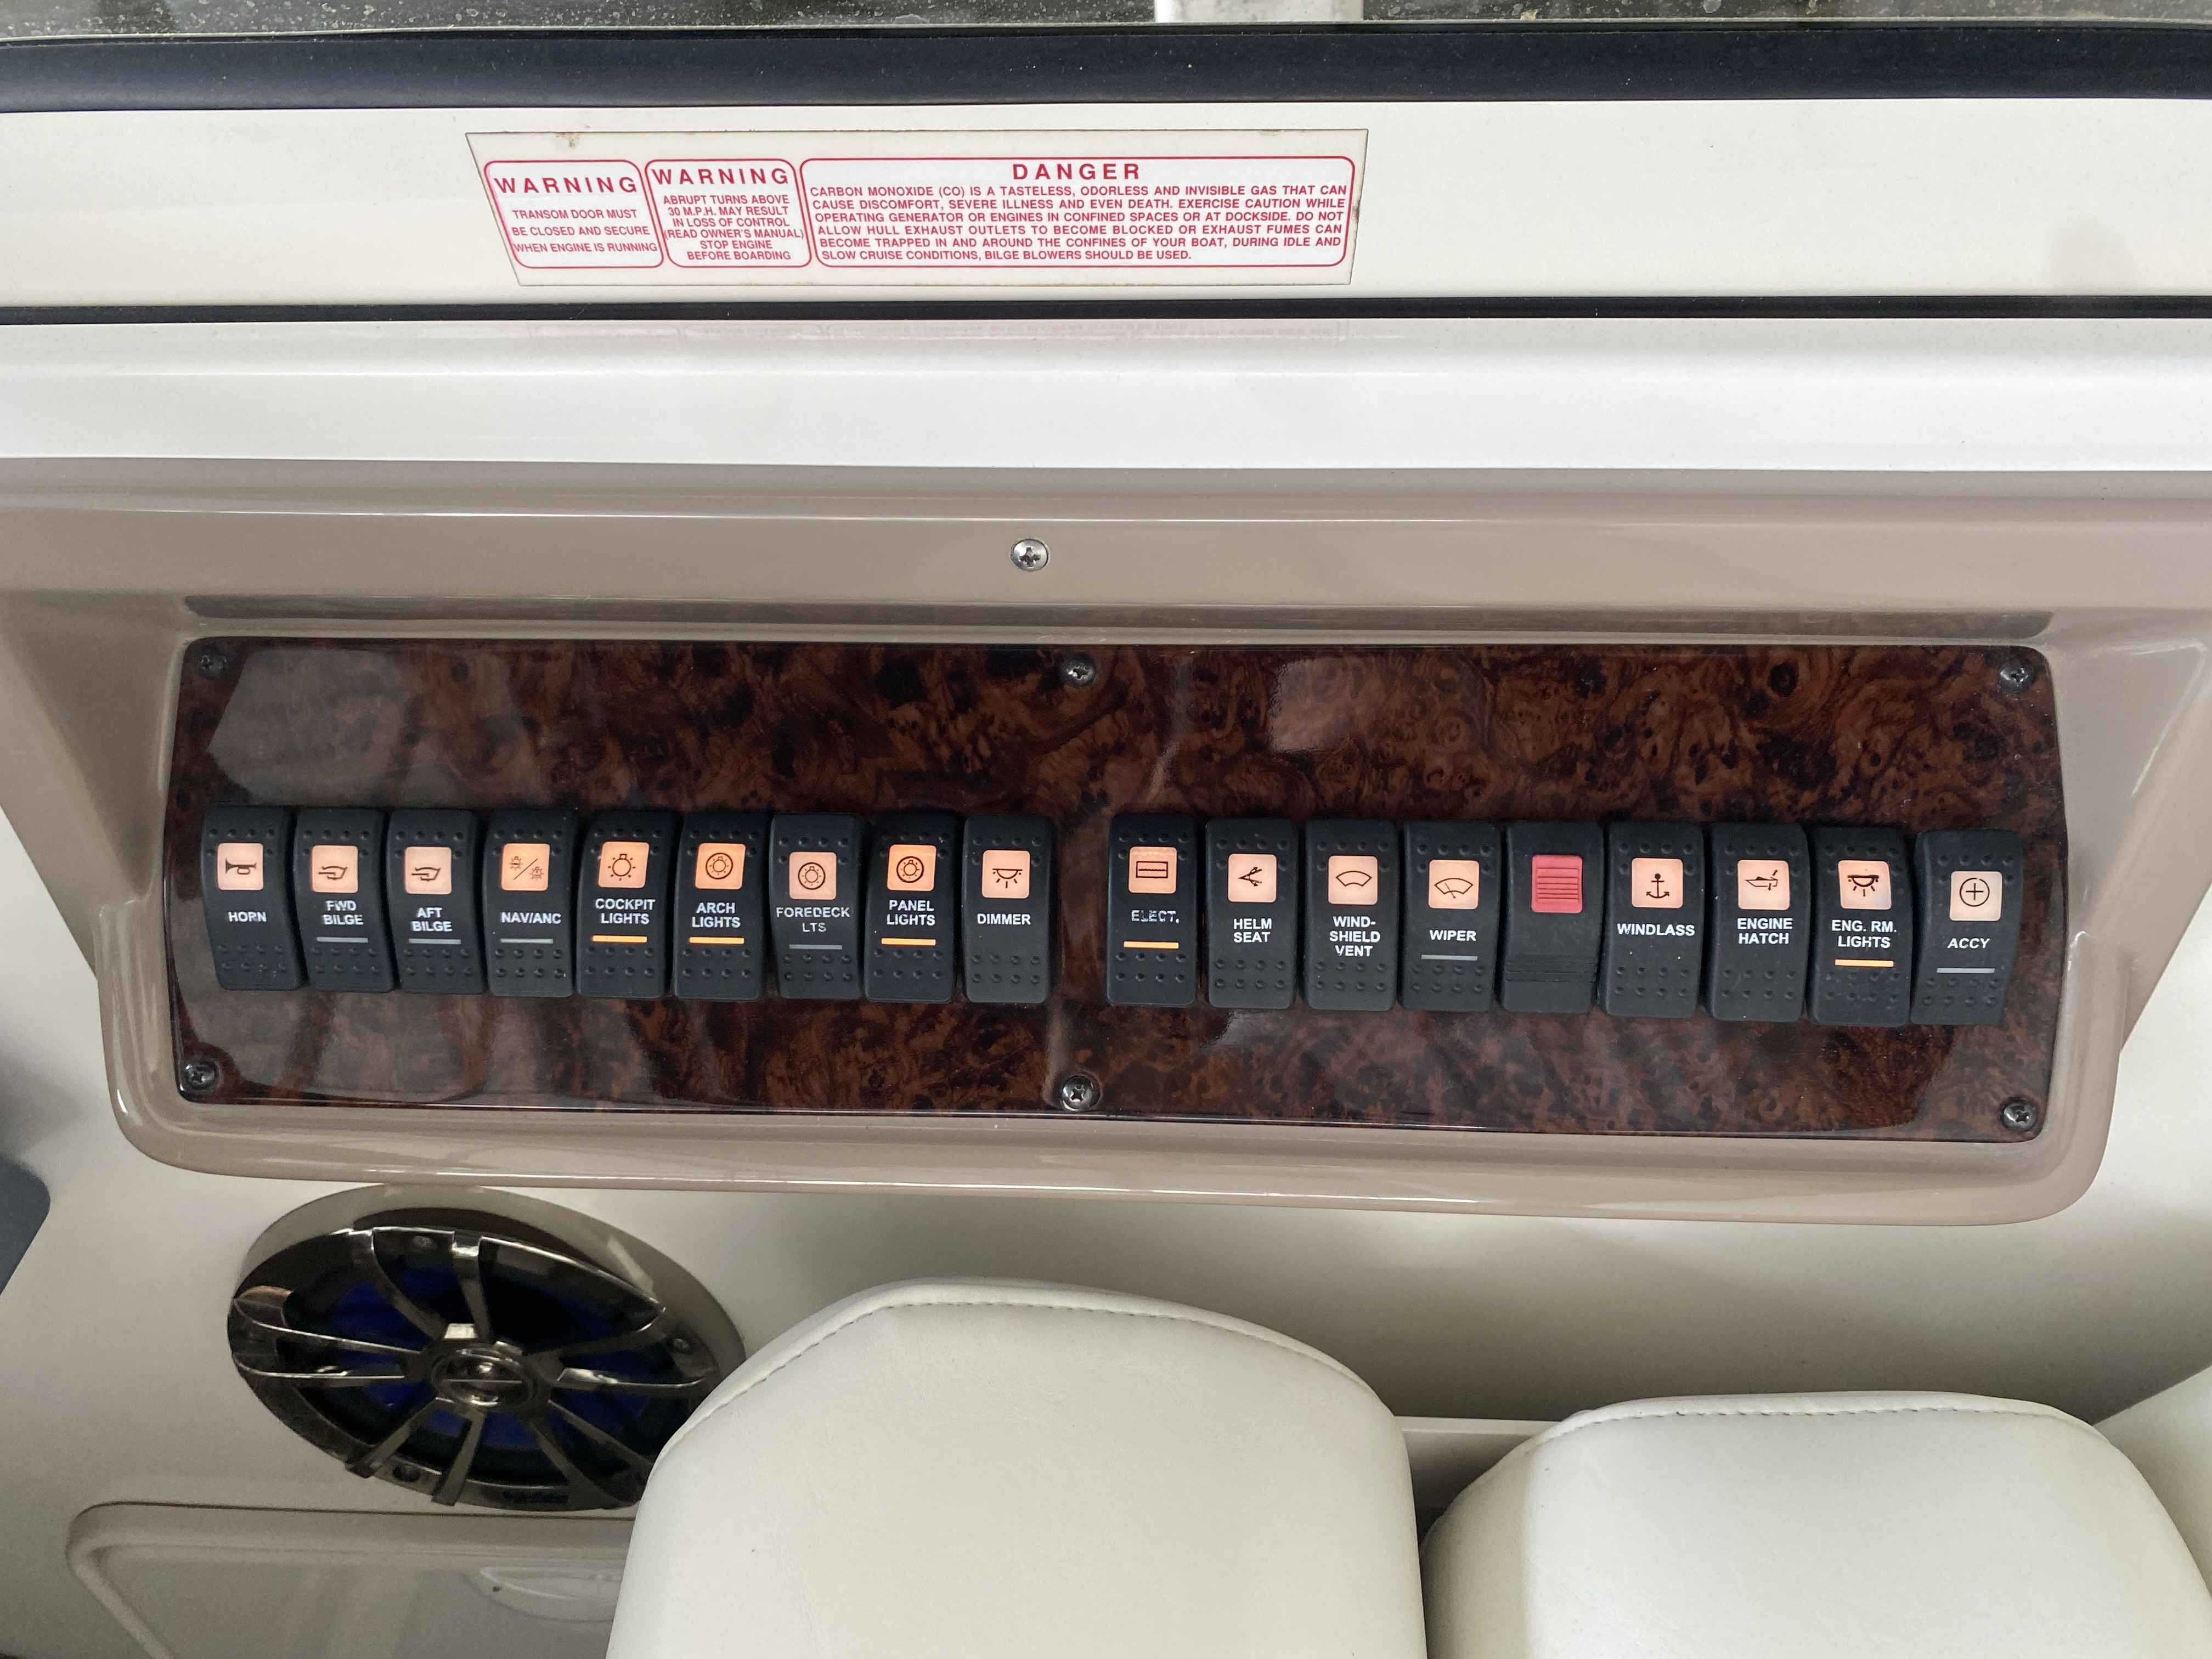 WARNING
TRANSOM DOOR MUST
BE CLOSED AND SECURE
WHEN ENGINE IS RUNNING
WARNING
ABRUPT TURNS ABOVE
30 M.P.H. MAY RESULT
IN LOSS OF CONTROL
(READ OWNER'S MANUAL)
STOP ENGINE
BEFORE BOARDING
DANGER
CARBON MONOXIDE (CO) IS A TASTELESS, ODORLESS AND INVISIBLE GAS THAT CAN
CAUSE DISCOMFORT, SEVERE ILLNESS AND EVEN DEATH. EXERCISE CAUTION WHILE
OPERATING GENERATOR OR ENGINES IN CONFINED SPACES OR AT DOCKSIDE. DO NOT
ALLOW HULL EXHAUST OUTLETS TO BECOME BLOCKED OR EXHAUST FUMES CAN
BECOME TRAPPED IN AND AROUND THE CONFINES OF YOUR BOAT, DURING IDLE AND
SLOW CRUISE CONDITIONS, BILGE BLOWERS SHOULD BE USED.
HORN
FWD
BILGE
AFT
BILGE
NAV/ANC
COCKPIT
LIGHTS
ARCH
LIGHTS
FOREDECK
LTS
PANEL
LIGHTS
DIMMER
ELECT.
HELM
SEAT
WIND-
SHIELD
VENT
WIPER
WINDLASS
ENGINE
HATCH
ENG. RM.
LIGHTS
ACCY